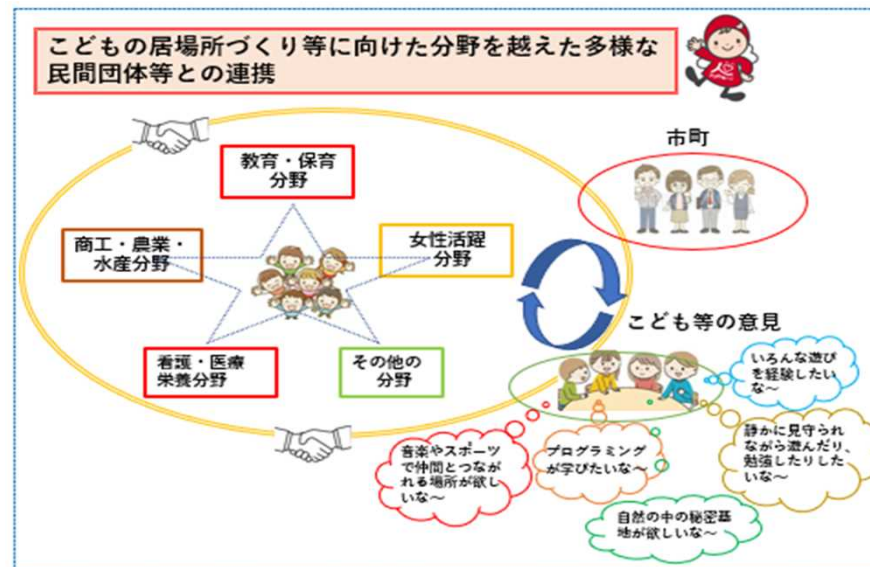 こどもの居場所づくり等に向けた分野を越えた多様な
民間団体等との連携
市町
教育・保育
分野
商工・農業・
水産分野
女性活躍
分野
看護・医療
栄養分野
その他の
分野
こども等の意見
いろんな遊び
を経験したい
な～
静かに見守られ
ながら遊んだり、
勉強したりした
いな～
音楽やスポーツ
で仲間とつなが
れる場所が欲し
いな～
プログラミング
が学びたいな～
自然の中の秘密基
地が欲しいな～